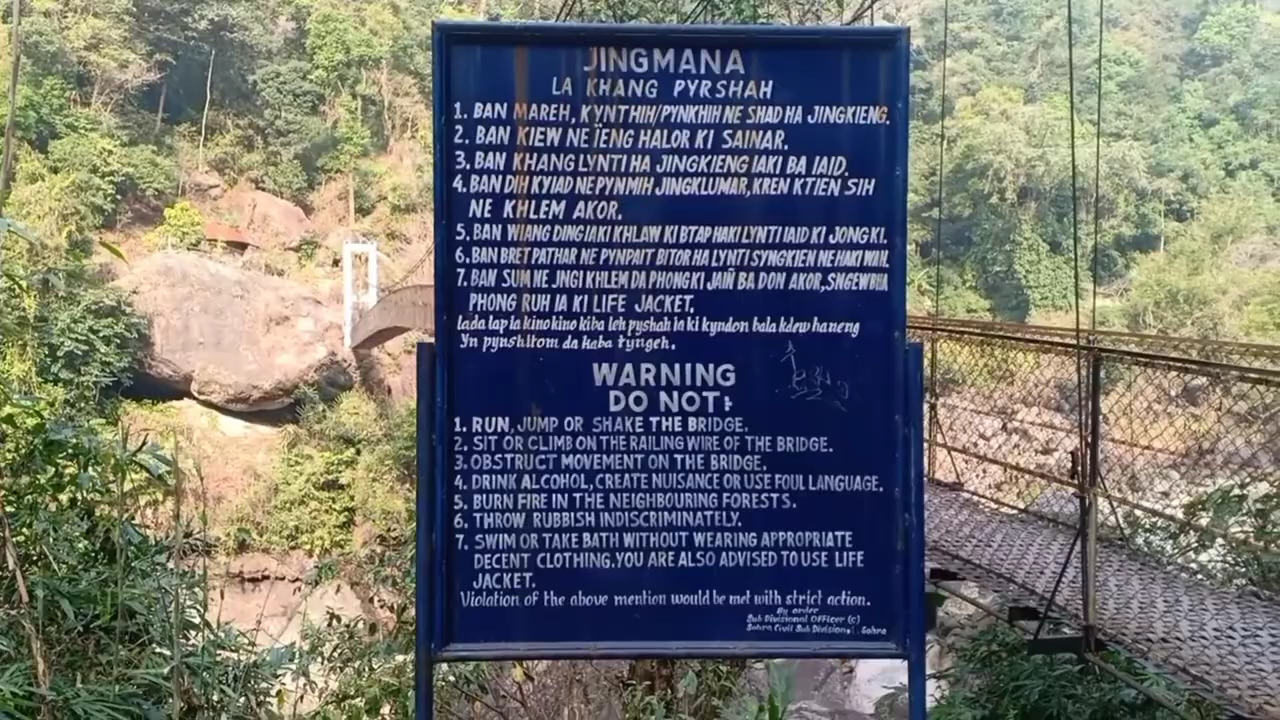 JINGMANA
LA KHANG PYRSHAH
1. BAN MAREH, KYNTHIH/PYNKHIH NE SHAD HA JINGKIENG.
2. BAN KIEW NE ÏENG HALOR KI SAINAR.
3. BAN KHANG LYNTI HA JINGKIENG IAKI BA IAID.
4. BAN DIH KYIAD NE PYNMIH JINGKLUMAR, KREN KTIEN SIH
NE KHLEM AKOR.
5. BAN WIANG DING IAKI KHLAW KI BTAP HAKI LYNTI IAID KI JONG KI.
6. BAN BRET PATHAR NE PYNPAIT BITOR HA LYNTI SYNGKIEN NE HAKI WAH.
7. BAN SUM NE JNGI KHLEM DA PHONG KI JAIÑ BA DON AKOR, SNGEWBHA
PHONG RUH IA KI LIFE JACKET.
lada lap ia kino kino kiba leh pyshah ia ki kyndon bala kdew haneng
Yn pynshitom da kaba tyngeh.
WARNING
DO NOT:
1. RUN, JUMP OR SHAKE THE BRIDGE.
2. SIT OR CLIMB ON THE RAILING WIRE OF THE BRIDGE.
3. OBSTRUCT MOVEMENT ON THE BRIDGE.
4. DRINK ALCOHOL, CREATE NUISANCE OR USE FOUL LANGUAGE.
5. BURN FIRE IN THE NEIGHBOURING FORESTS.
6. THROW RUBBISH INDISCRIMINATELY.
7. SWIM OR TAKE BATH WITHOUT WEARING APPROPRIATE
DECENT CLOTHING. YOU ARE ALSO ADVISED TO USE LIFE
JACKET.
Violation of the above mention would be met with strict action.
By order
Sub Divisional OFFicer (c)
Sohra Civil Sub Division, Sohra